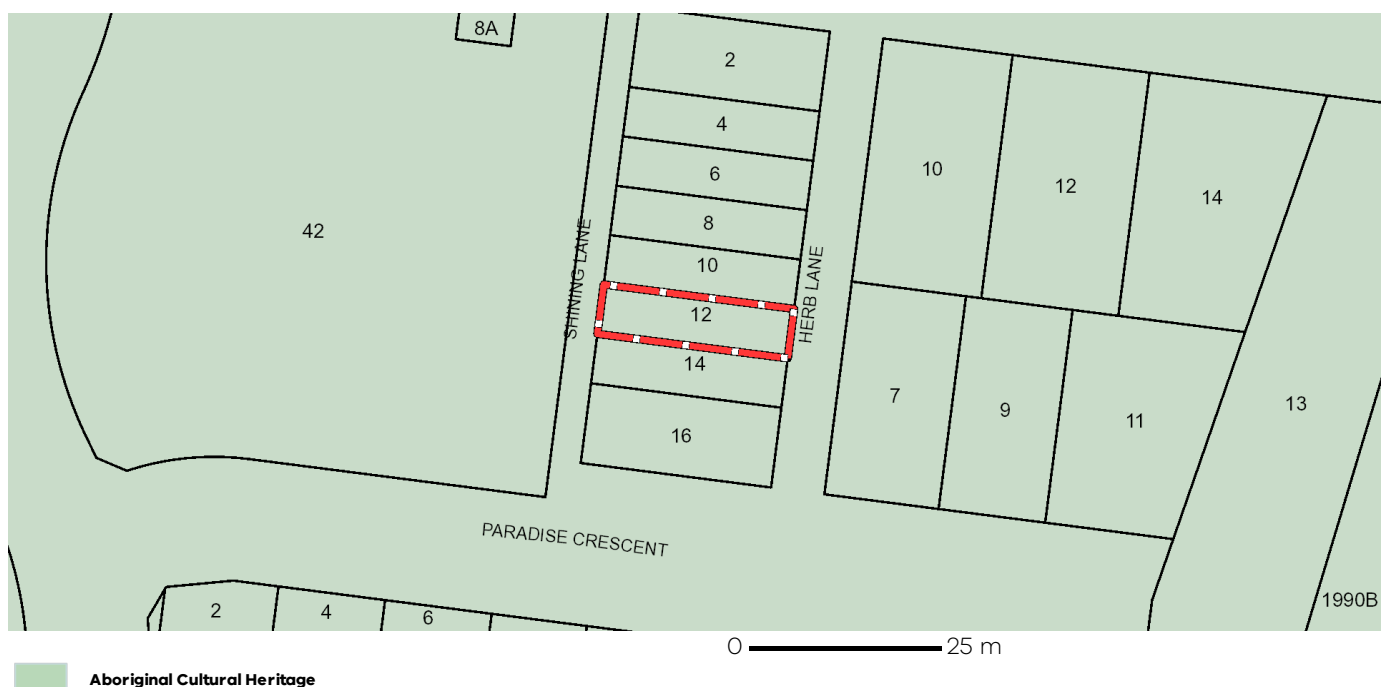 8A
2
4
6
8
10
12
14
16
42
SHINING LANE
HERB LANE
10
12
14
7
9
11
13
PARADISE CRESCENT
2
4
6
1990B
0 25 m
Aboriginal Cultural Heritage